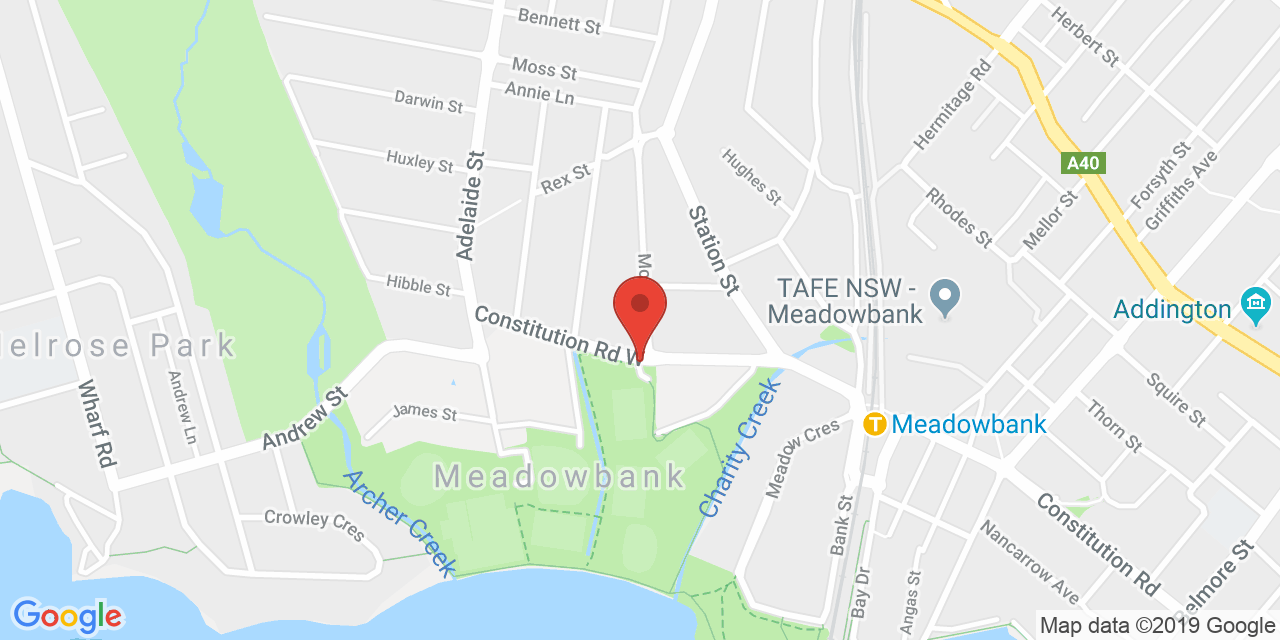 Bennett St
Herbert St
Moss St
Annie Ln
Darwin St
Hermitage Rd
A40
Huxley St
Rex St
Hughes St
Forsyth St
Griffiths Ave
Adelaide St
Station St
Rhodes St
Mellor St
Mo
Hibble St
TAFE NSW -
Meadowbank
Addington
Constitution Rd W
elrose Park
Andrew Ln
Wharf Rd
Andrew St
James St
Squire St
Thorn St
Charity Creek
Meadow Cres
Meadowbank
Meadowbank
Archer Creek
Crowley Cres
Bank St
Constitution Rd
Nancarrow Ave
Belmore St
Bay Dr
Angas St
Google
Map data ©2019 Google